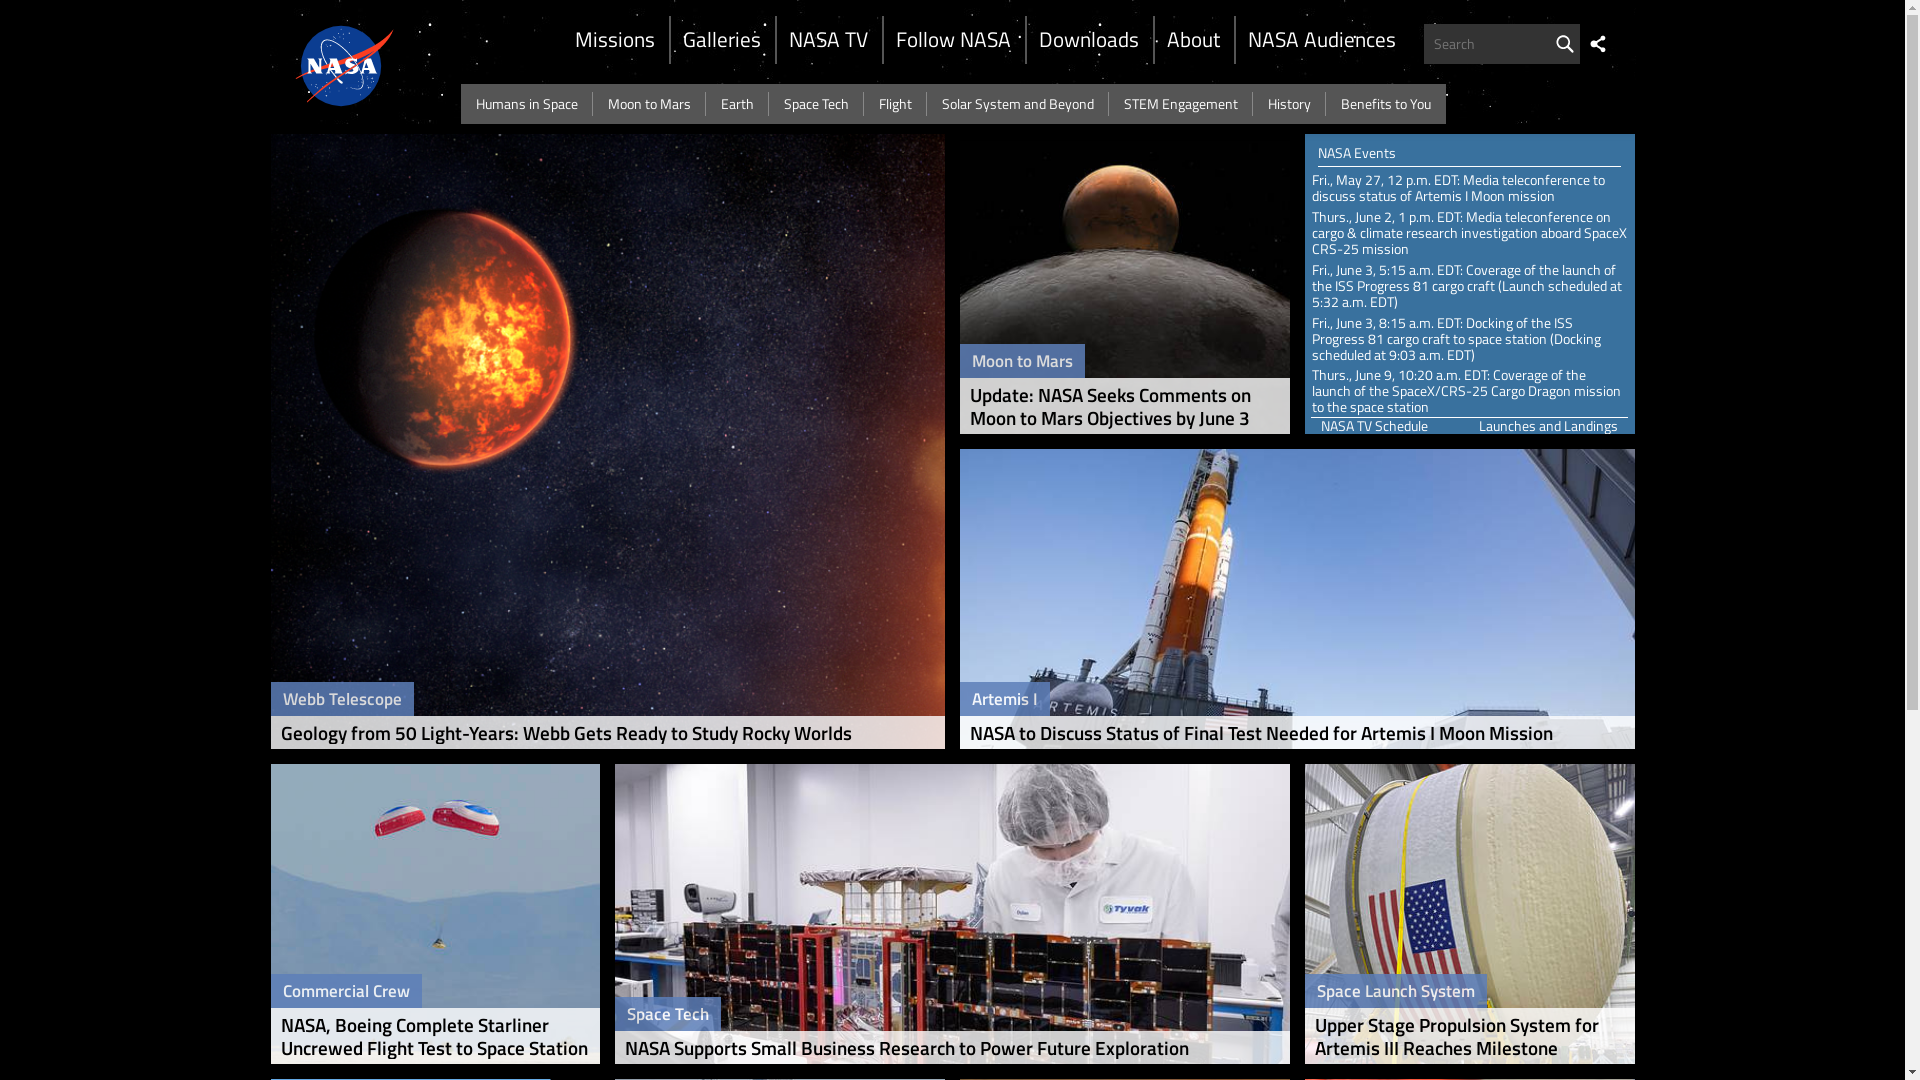 NASA
Missions
Galleries
NASA TV
Follow NASA
Downloads
About
NASA Audiences
Search
Humans in Space
Moon to Mars
Earth
Space Tech
Flight
Solar System and Beyond
STEM Engagement
History
Benefits to You
Webb Telescope
Geology from 50 Light-Years: Webb Gets Ready to Study Rocky Worlds
Moon to Mars
Update: NASA Seeks Comments on
Moon to Mars Objectives by June 3
NASA Events
Fri., May 27, 12 p.m. EDT: Media teleconference to
discuss status of Artemis I Moon mission
Thurs., June 2, 1 p.m. EDT: Media teleconference on
cargo & climate research investigation aboard SpaceX
CRS-25 mission
Fri., June 3, 5:15 a.m. EDT: Coverage of the launch of
the ISS Progress 81 cargo craft (Launch scheduled at
5:32 a.m. EDT)
Fri., June 3, 8:15 a.m. EDT: Docking of the ISS
Progress 81 cargo craft to space station (Docking
scheduled at 9:03 a.m. EDT)
Thurs., June 9, 10:20 a.m. EDT: Coverage of the
launch of the SpaceX/CRS-25 Cargo Dragon mission
to the space station
NASA TV Schedule
Launches and Landings
ARTEMIS
Artemis I
NASA to Discuss Status of Final Test Needed for Artemis I Moon Mission
Commercial Crew
NASA, Boeing Complete Starliner
Uncrewed Flight Test to Space Station
Tyvak
Space Tech
NASA Supports Small Business Research to Power Future Exploration
Space Launch System
Upper Stage Propulsion System for
Artemis III Reaches Milestone